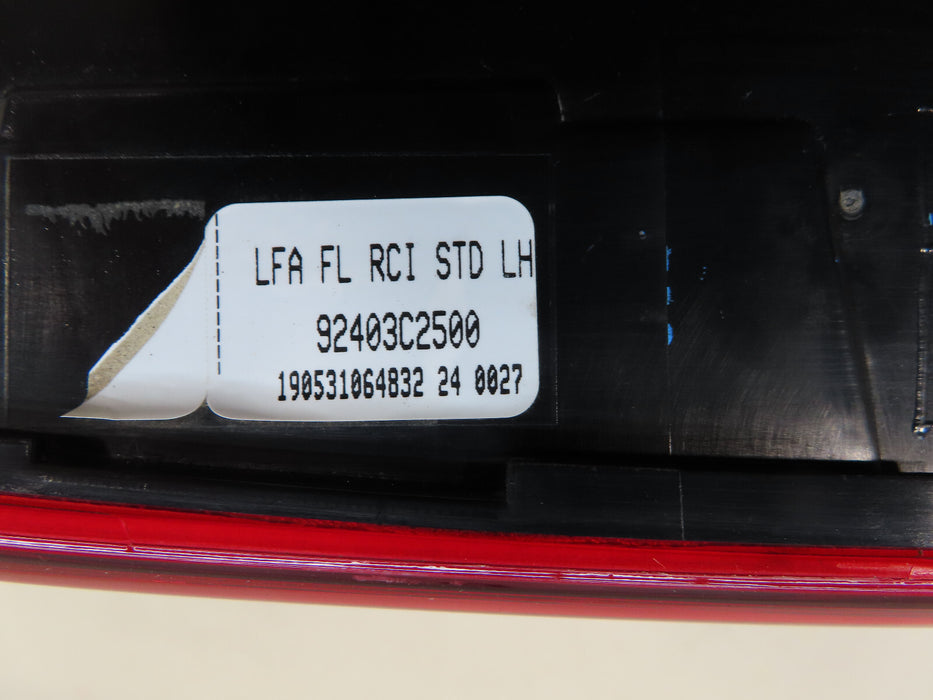 LFA FL RCI STD LH
92403C2500
190531064832 24 0027